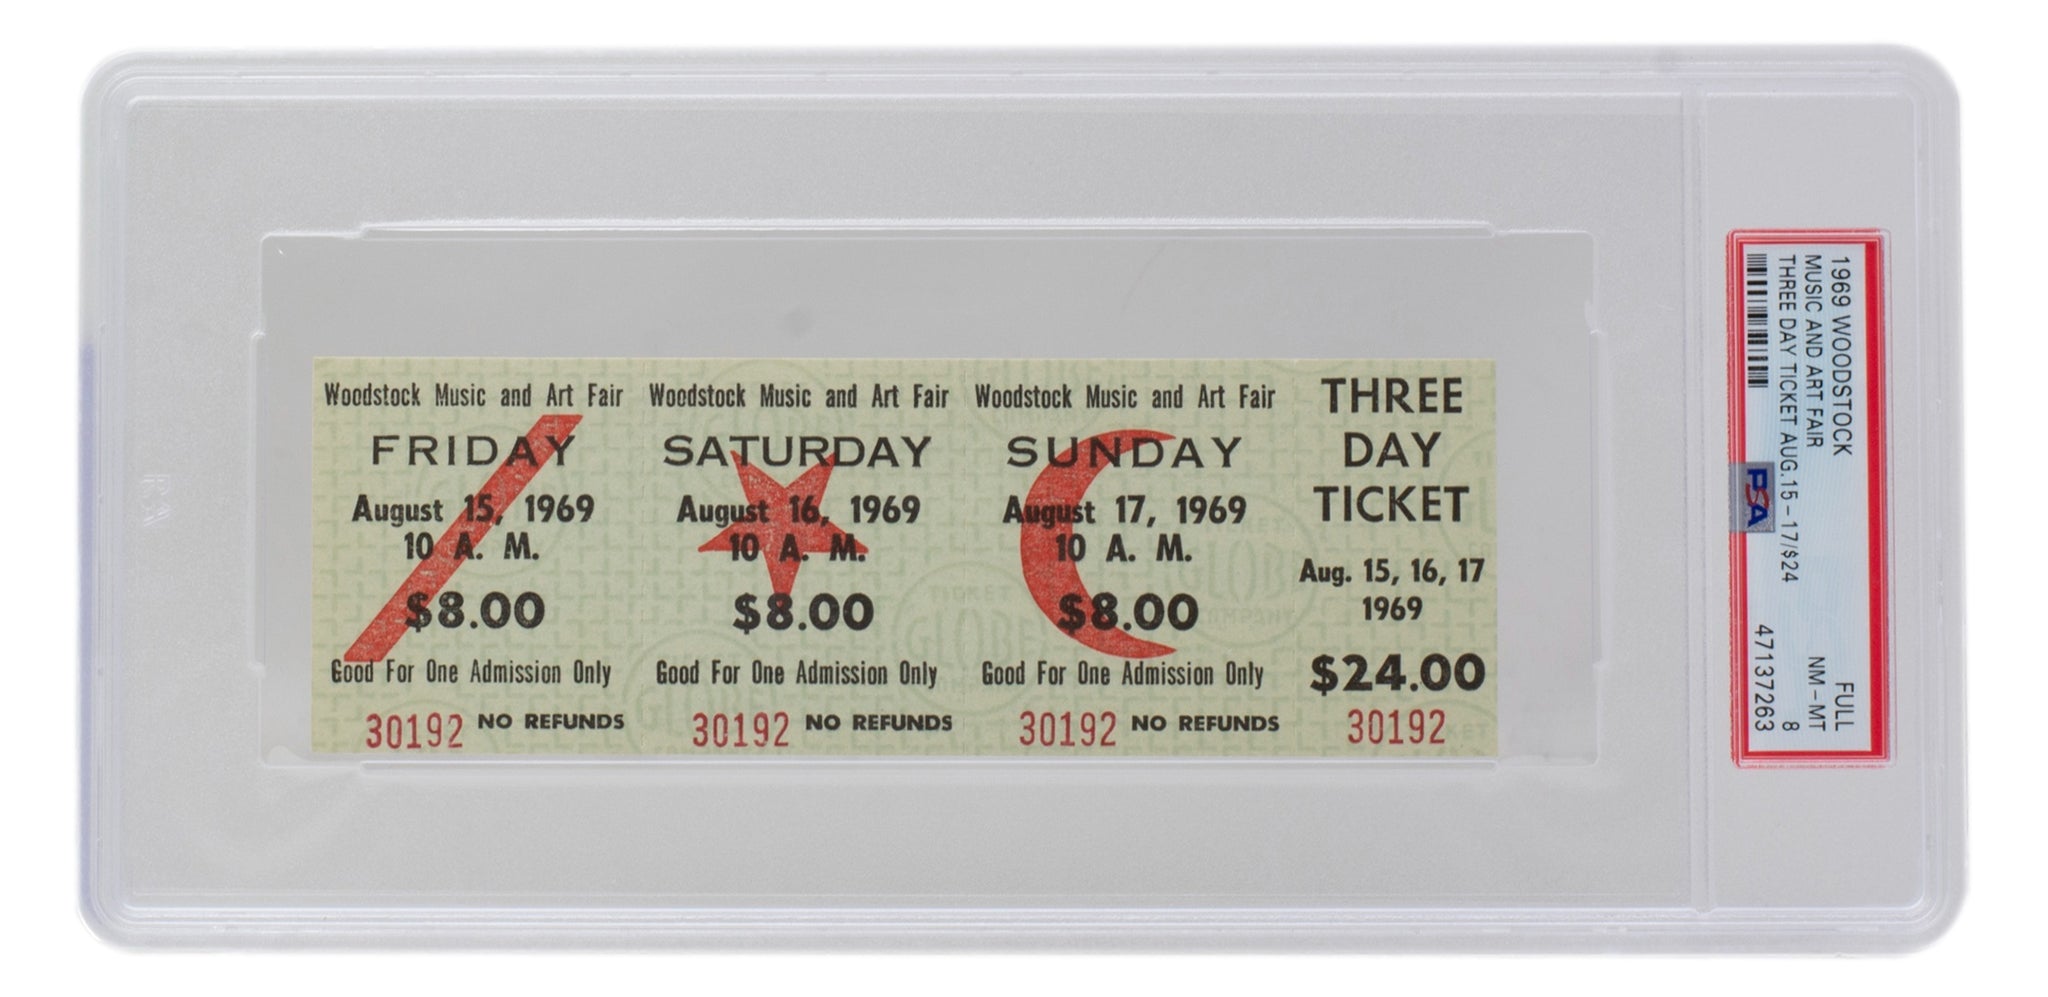 Woodstock Music and Art Fair
FRIDAY
August 15, 1969
10 A. M.
$8.00
Good For One Admission Only
30192 NO REFUNDS
Woodstock Music and Art Fair
SATURDAY
August 16, 1969
10 A. M.
$8.00
Good For One Admission Only
30192 NO REFUNDS
Woodstock Music and Art Fair
SUNDAY
August 17, 1969
10 A. M.
$8.00
Good For One Admission Only
30192 NO REFUNDS
THREE
DAY
TICKET
Aug. 15, 16, 17
1969
$24.00
30192
TICKET
GLOBE
COMPANY
1969 WOODSTOCK FULL
MUSIC AND ART FAIR NM-MT
THREE DAY TICKET AUG.15-17/$24 8
47137263
PSA